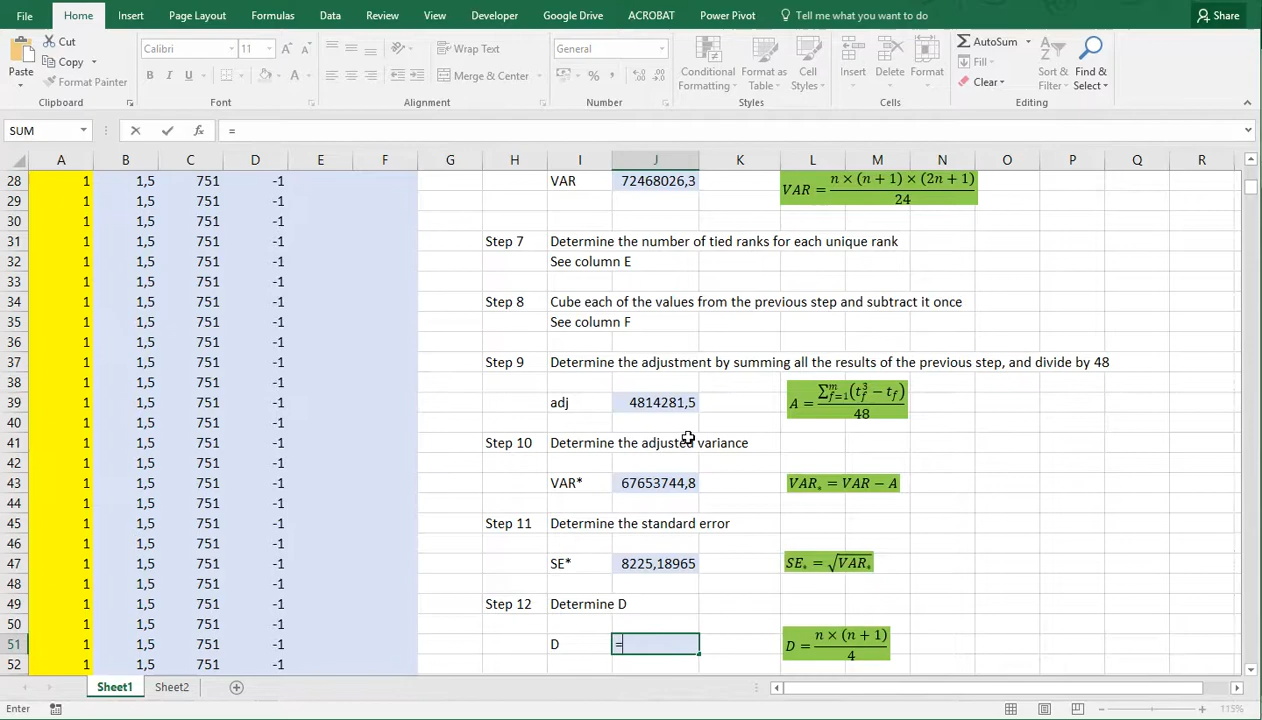 File Home Insert Page Layout Formulas Data Review View Developer Google Drive ACROBAT Power Pivot Tell me what you want to do Share
Paste
Cut
Copy
Format Painter
Calibri 11
B I U A
Wrap Text
Merge & Center
General
%
Conditional Formatting
Format as Table
Cell Styles
Insert Delete Format
AutoSum
Fill
Clear
Sort & Filter
Find & Select
Clipboard Font Alignment Number Styles Cells Editing
SUM fx =
A B C D E F G H I J K L M N O P Q R
28 1 1,5 751 -1 VAR 72468026,3 VAR = n × (n + 1) × (2n + 1) / 24
29 1 1,5 751 -1
30 1 1,5 751 -1
31 1 1,5 751 -1 Step 7 Determine the number of tied ranks for each unique rank
32 1 1,5 751 -1 See column E
33 1 1,5 751 -1
34 1 1,5 751 -1 Step 8 Cube each of the values from the previous step and subtract it once
35 1 1,5 751 -1 See column F
36 1 1,5 751 -1
37 1 1,5 751 -1 Step 9 Determine the adjustment by summing all the results of the previous step, and divide by 48
38 1 1,5 751 -1
39 1 1,5 751 -1 adj 4814281,5 A = ∑ᵐf=1(t³f − tf) / 48
40 1 1,5 751 -1
41 1 1,5 751 -1 Step 10 Determine the adjusted variance
42 1 1,5 751 -1
43 1 1,5 751 -1 VAR* 67653744,8 VAR* = VAR − A
44 1 1,5 751 -1
45 1 1,5 751 -1 Step 11 Determine the standard error
46 1 1,5 751 -1
47 1 1,5 751 -1 SE* 8225,18965 SE* = √VAR*
48 1 1,5 751 -1
49 1 1,5 751 -1 Step 12 Determine D
50 1 1,5 751 -1
51 1 1,5 751 -1 D = D = n × (n + 1) / 4
52 1 1,5 751 -1
Sheet1 Sheet2
Enter 115%